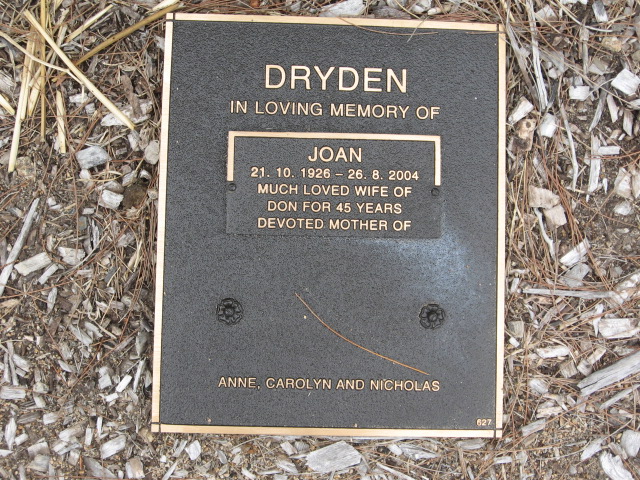 DRYDEN
IN LOVING MEMORY OF
JOAN
21. 10. 1926 – 26. 8. 2004
MUCH LOVED WIFE OF
DON FOR 45 YEARS
DEVOTED MOTHER OF
ANNE, CAROLYN AND NICHOLAS
627